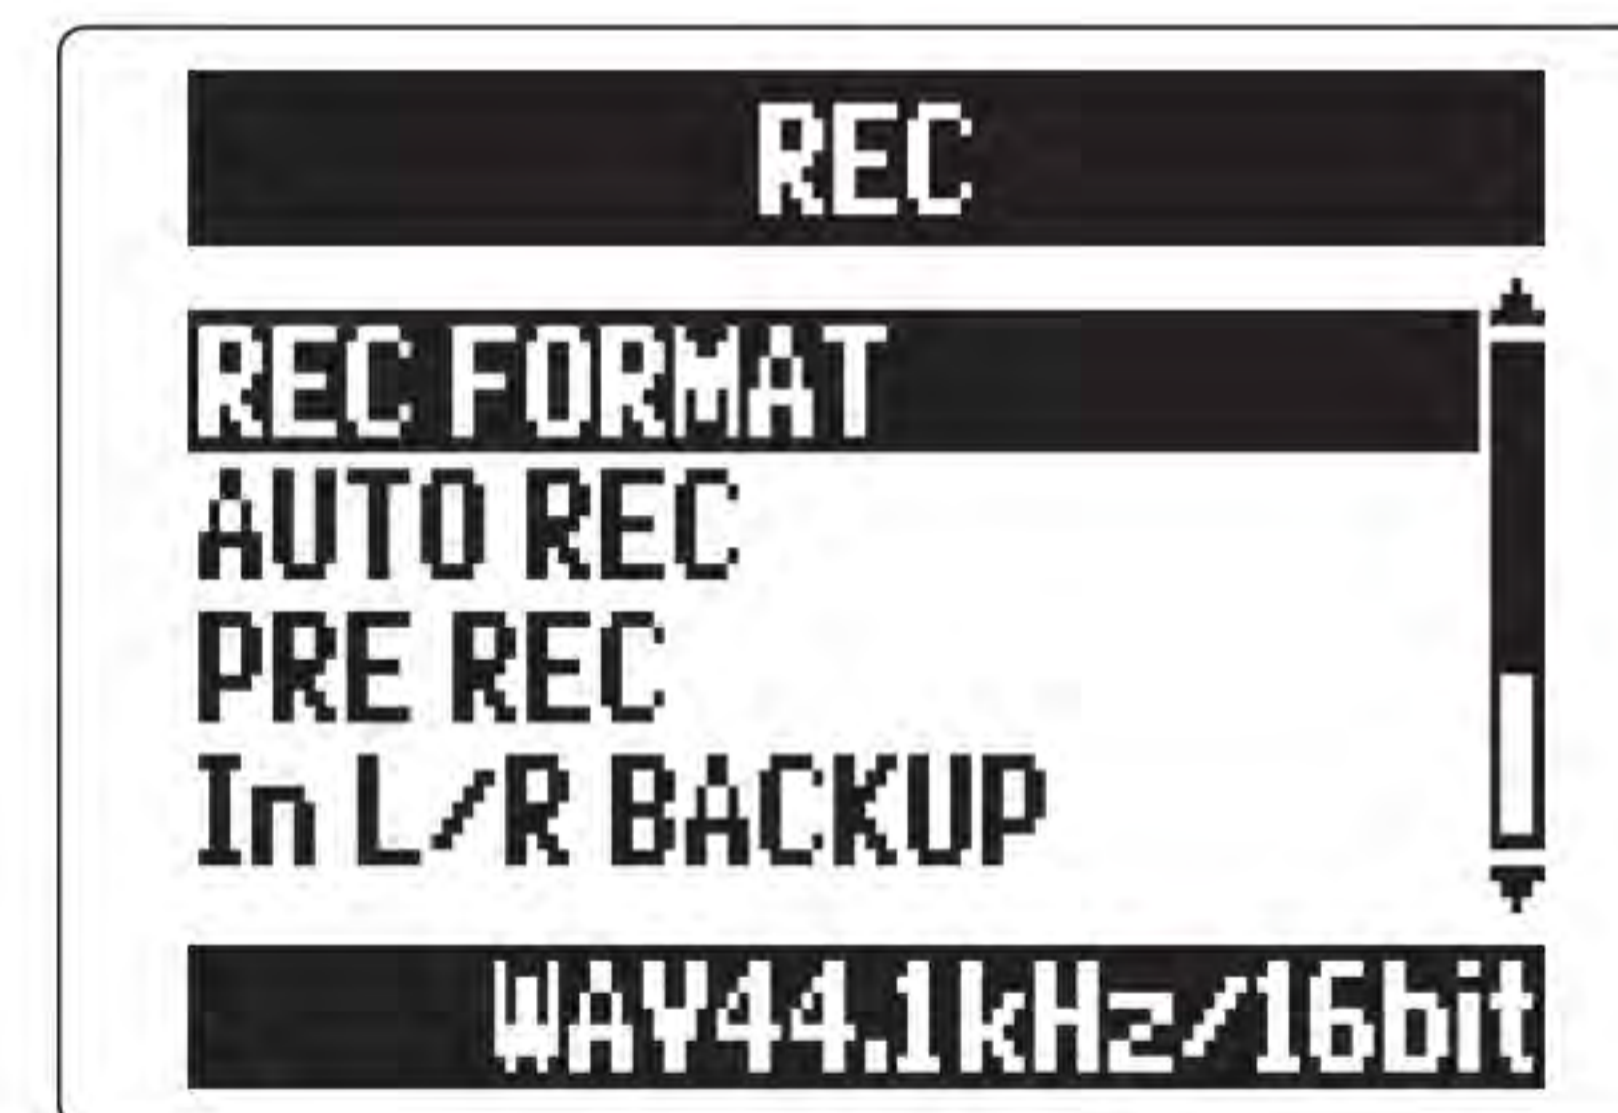 REC
REC FORMAT
AUTO REC
PRE REC
In L/R BACKUP
WAV44.1kHz/16bit